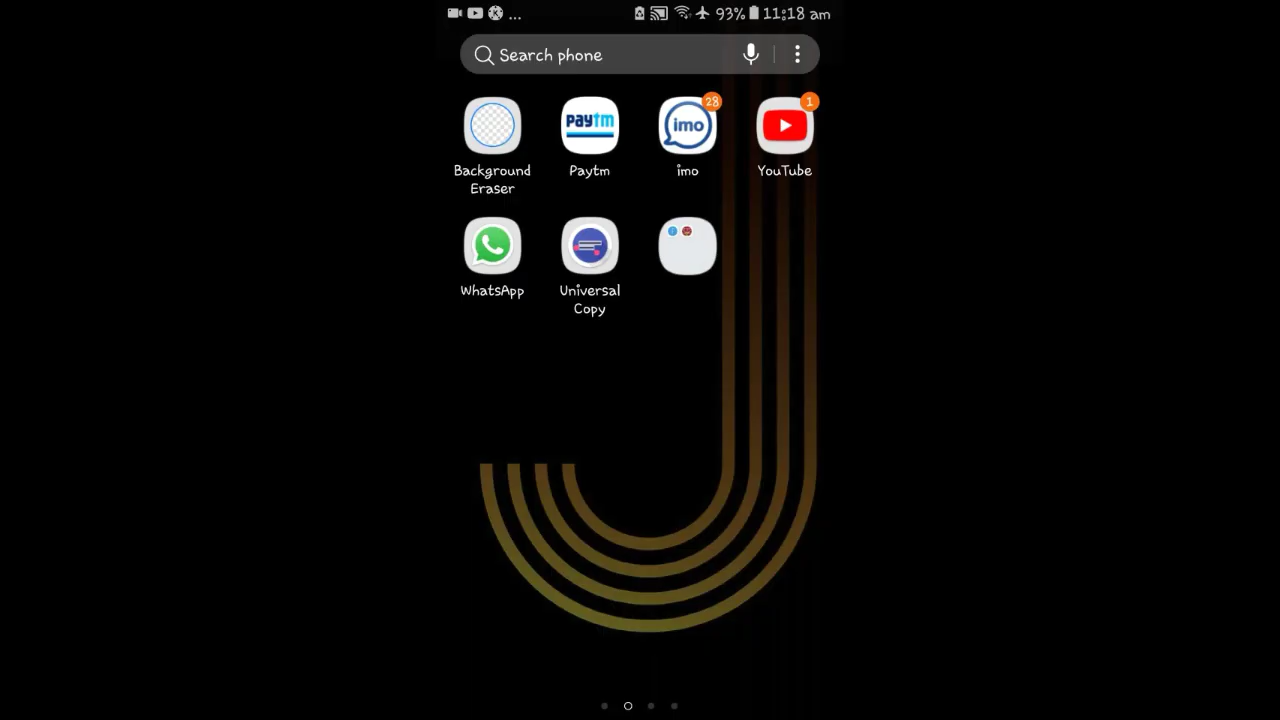 ... 93% 11:18 am
Search phone
Paytm
imo
28
1
Background
Eraser
Paytm
imo
YouTube
WhatsApp
Universal
Copy